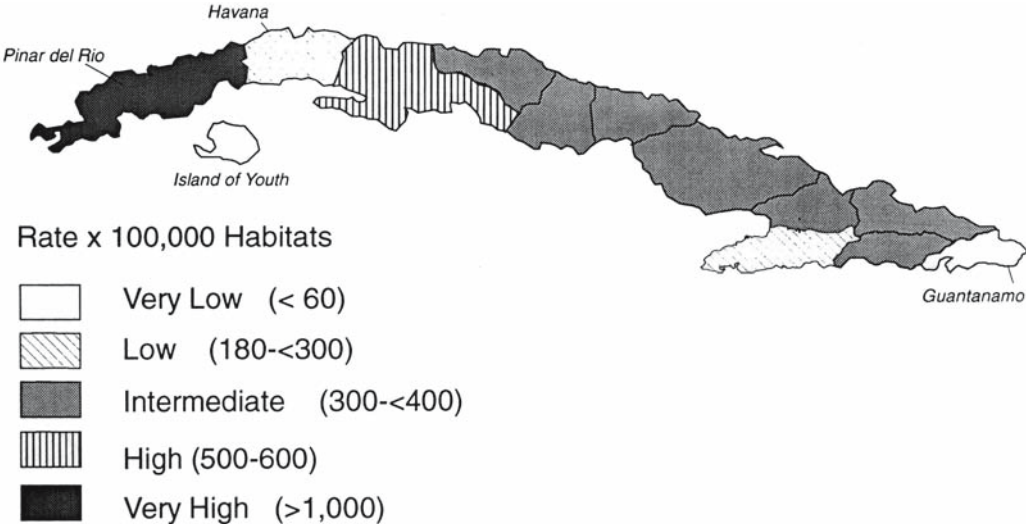 Havana
Pinar del Rio
Island of Youth
Rate x 100,000 Habitats
Very Low (< 60)
Guantanamo
Low (180-<300)
Intermediate (300-<400)
High (500-600)
Very High (>1,000)